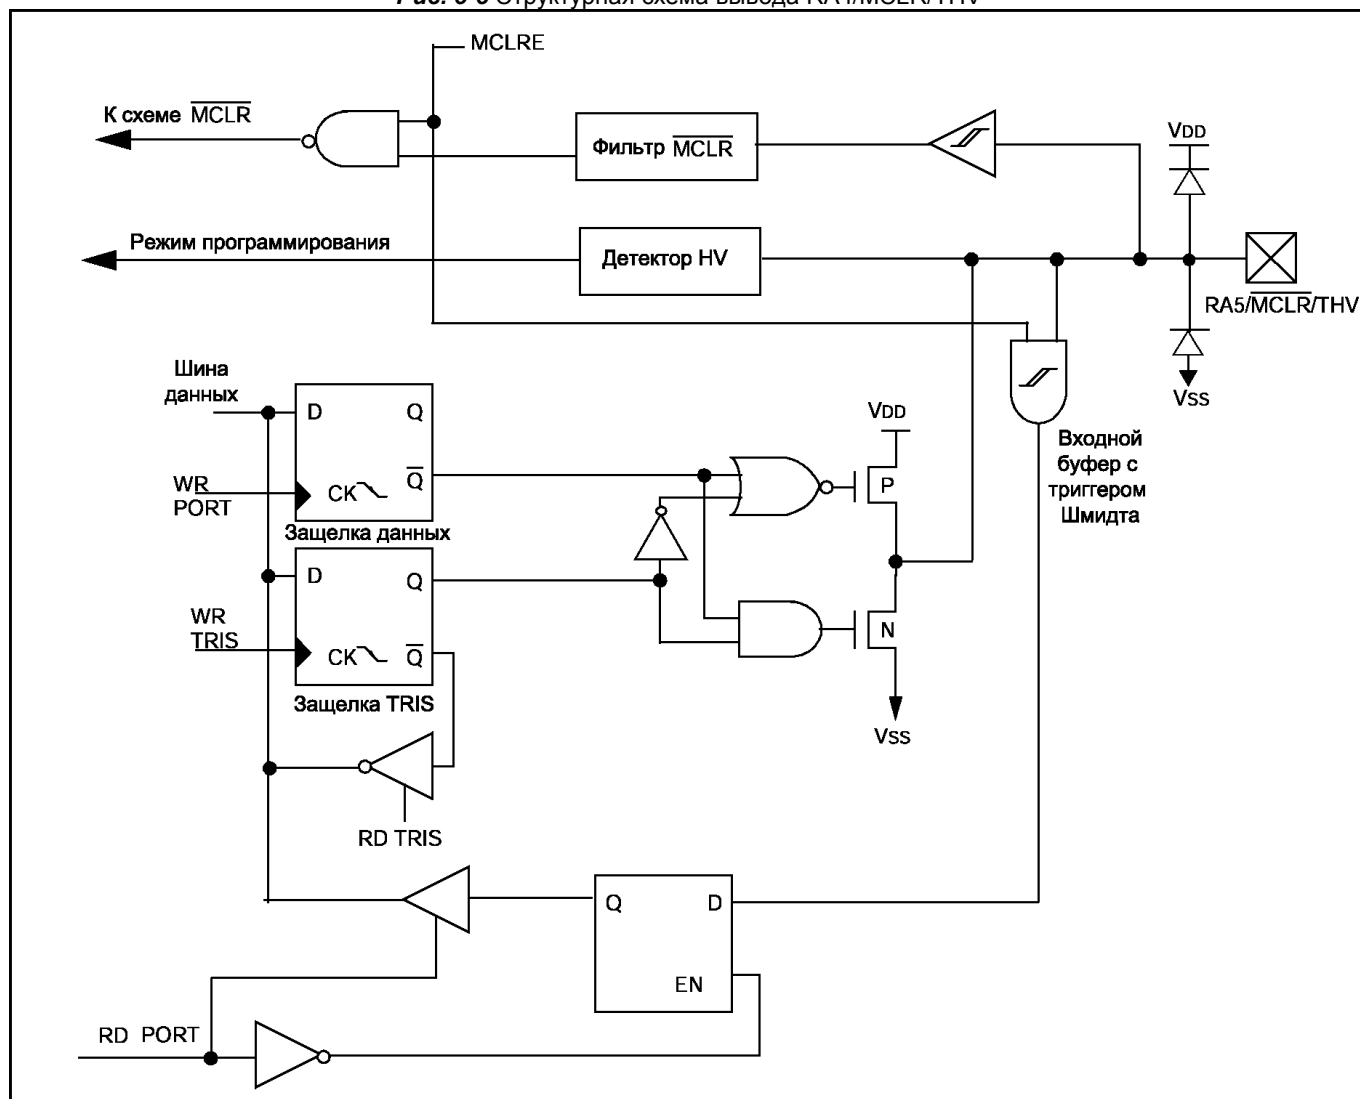 MCLRE
К схеме MCLR
Фильтр MCLR
VDD
Режим программирования
Детектор HV
RA5/MCLR/THV
Шина
данных
D
Q
VSS
VDD
Входной
буфер с
триггером
Шмидта
WR
PORT
CK
Q
P
Защелка данных
D
Q
WR
TRIS
CK
Q
N
Защелка TRIS
VSS
RD TRIS
Q
D
EN
RD PORT